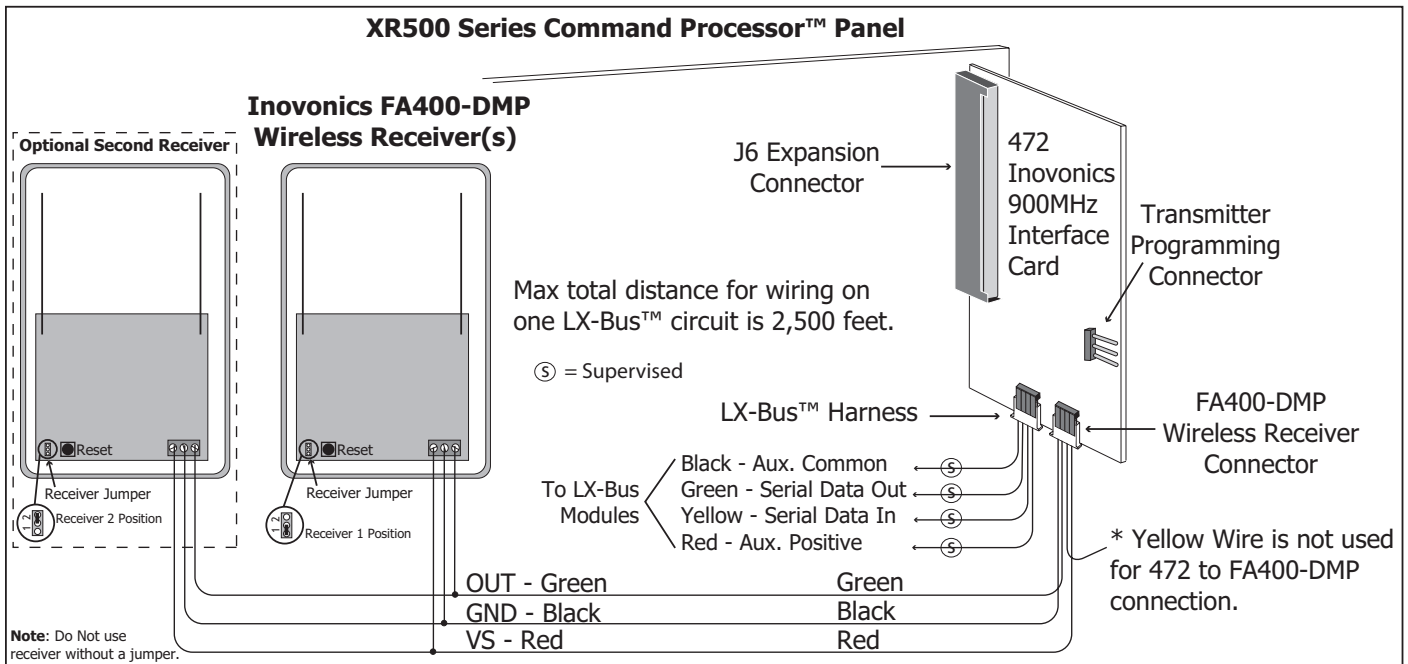 XR500 Series Command Processor™ Panel
Inovonics FA400-DMP
Wireless Receiver(s)
Optional Second Receiver
J6 Expansion
Connector
472
Inovonics
900MHz
Interface
Card
Transmitter
Programming
Connector
Max total distance for wiring on
one LX-Bus™ circuit is 2,500 feet.
S = Supervised
LX-Bus™ Harness
FA400-DMP
Wireless Receiver
Connector
Reset
Receiver Jumper
1 2
Receiver 2 Position
Reset
Receiver Jumper
1 2
Receiver 1 Position
To LX-Bus
Modules
Black - Aux. Common
S
Green - Serial Data Out
S
Yellow - Serial Data In
S
Red - Aux. Positive
S
* Yellow Wire is not used
for 472 to FA400-DMP
connection.
OUT - Green
Green
GND - Black
Black
VS - Red
Red
Note: Do Not use
receiver without a jumper.